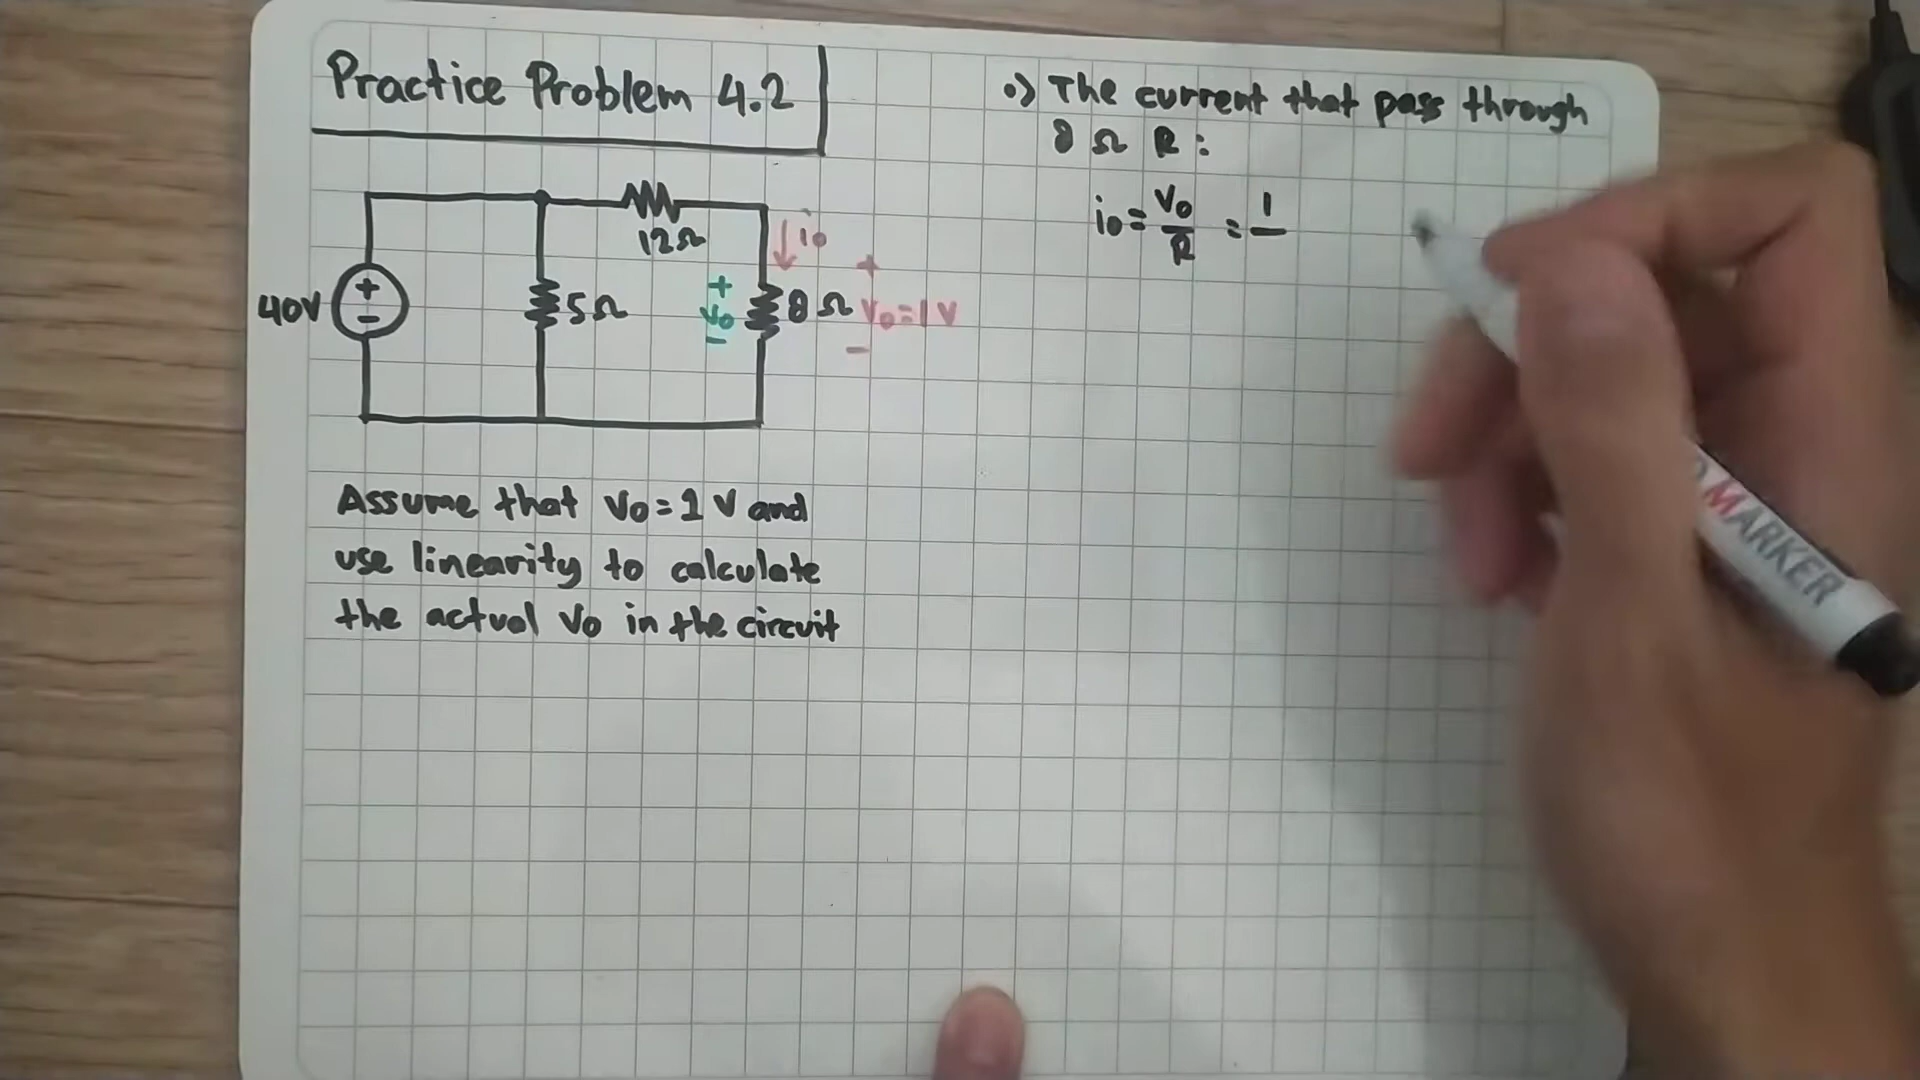 Practice Problem 4.2
12Ω
40V
+
-
5Ω
+
Vo
-
8Ω
io
+
Vo=1V
-
Assume that Vo=1V and
use linearity to calculate
the actual Vo in the circuit
•) The current that pass through
8 Ω R:
io = Vo/R = 1/
MARKER